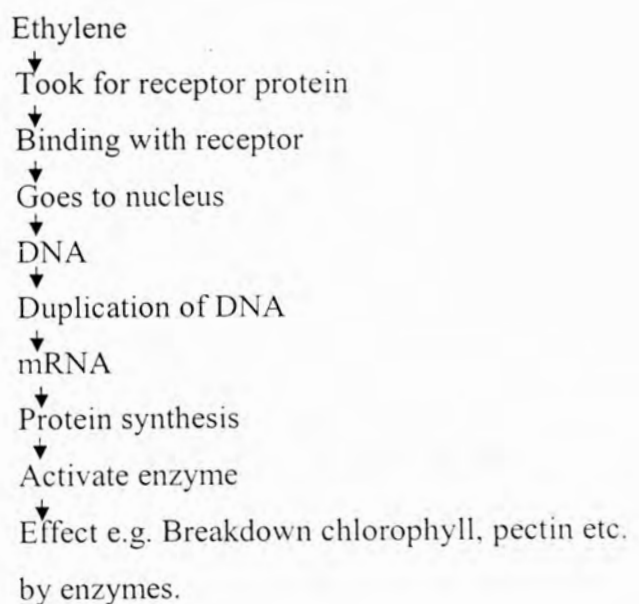 Ethylene
Took for receptor protein
Binding with receptor
Goes to nucleus
DNA
Duplication of DNA
mRNA
Protein synthesis
Activate enzyme
Effect e.g. Breakdown chlorophyll, pectin etc.
by enzymes.